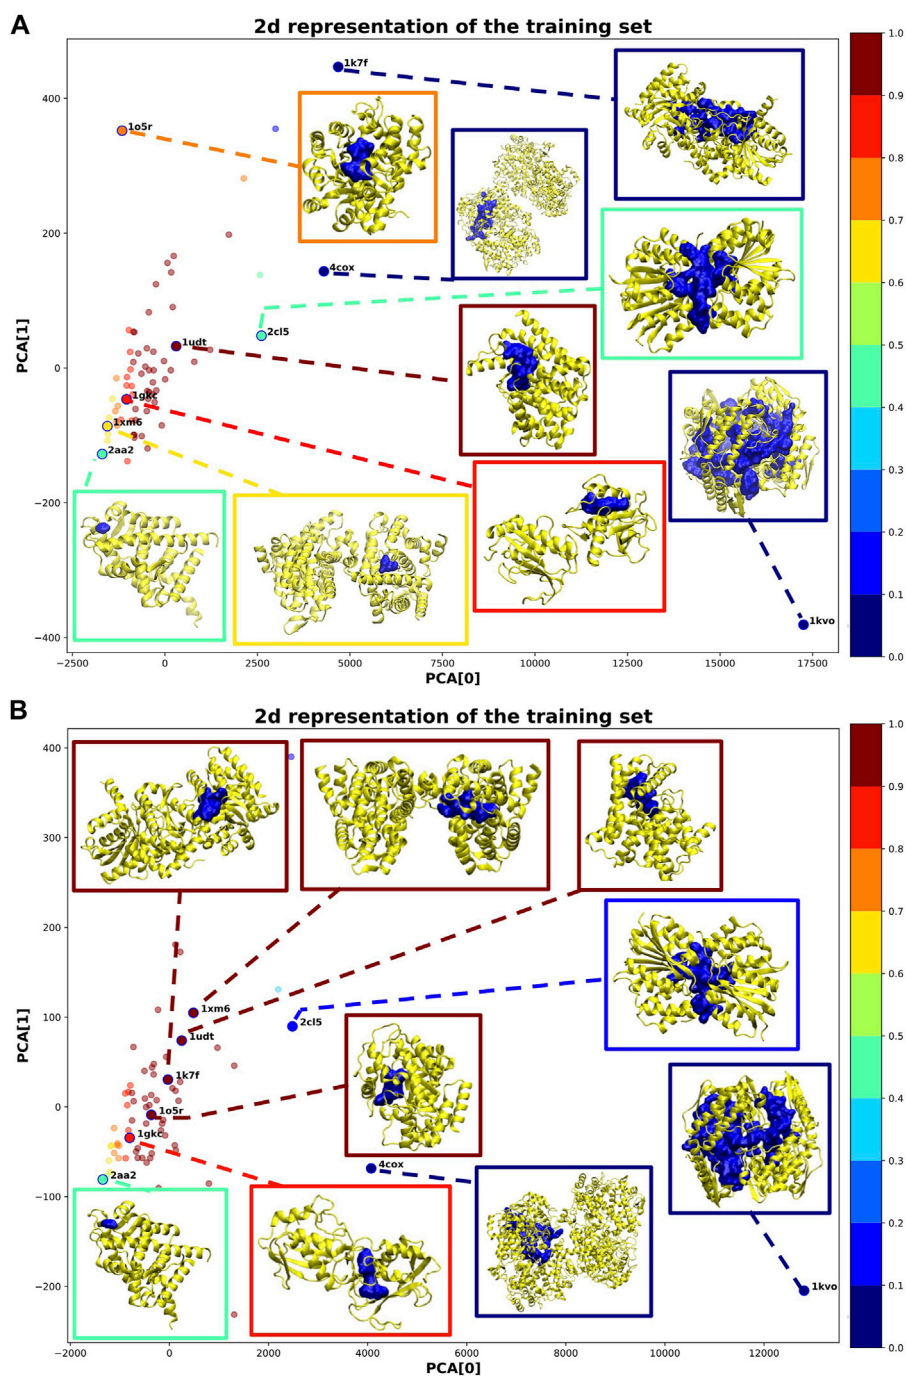 A
2d representation of the training set
1k7f
1o5r
4cox
2cl5
1udt
1gkc
1xm6
2aa2
1kvo
400
200
0
−200
−400
PCA[1]
−2500 0 2500 5000 7500 10000 12500 15000 17500
PCA[0]
1.0
0.9
0.8
0.7
0.6
0.5
0.4
0.3
0.2
0.1
0.0
B
2d representation of the training set
1xm6
2cl5
1udt
1k7f
1o5r
1gkc
4cox
2aa2
1kvo
400
300
200
100
0
−100
−200
PCA[1]
−2000 0 2000 4000 6000 8000 10000 12000
PCA[0]
1.0
0.9
0.8
0.7
0.6
0.5
0.4
0.3
0.2
0.1
0.0